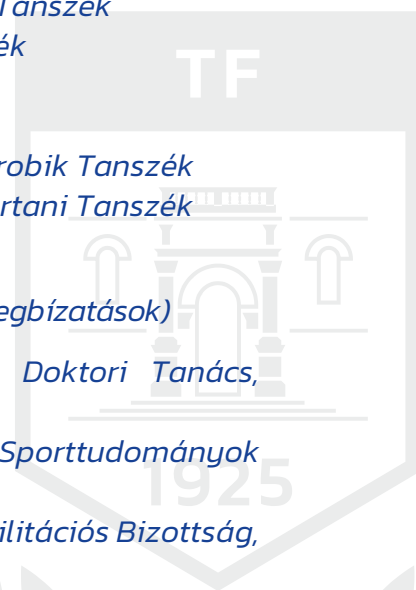 Tanszék
ék
TF
robik Tanszék
rtani Tanszék
egbízatások)
Doktori Tanács,
Sporttudományok
1925
ilitációs Bizottság,